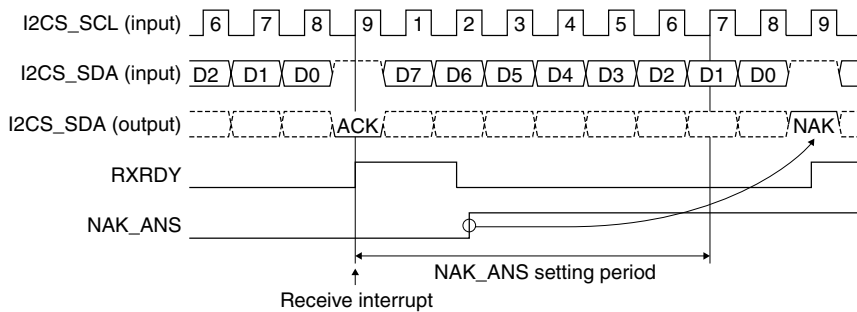 I2CS_SCL (input) 6 7 8 9 1 2 3 4 5 6 7 8 9
I2CS_SDA (input) D2 D1 D0 D7 D6 D5 D4 D3 D2 D1 D0
I2CS_SDA (output) ACK NAK
RXRDY
NAK_ANS
NAK_ANS setting period
Receive interrupt